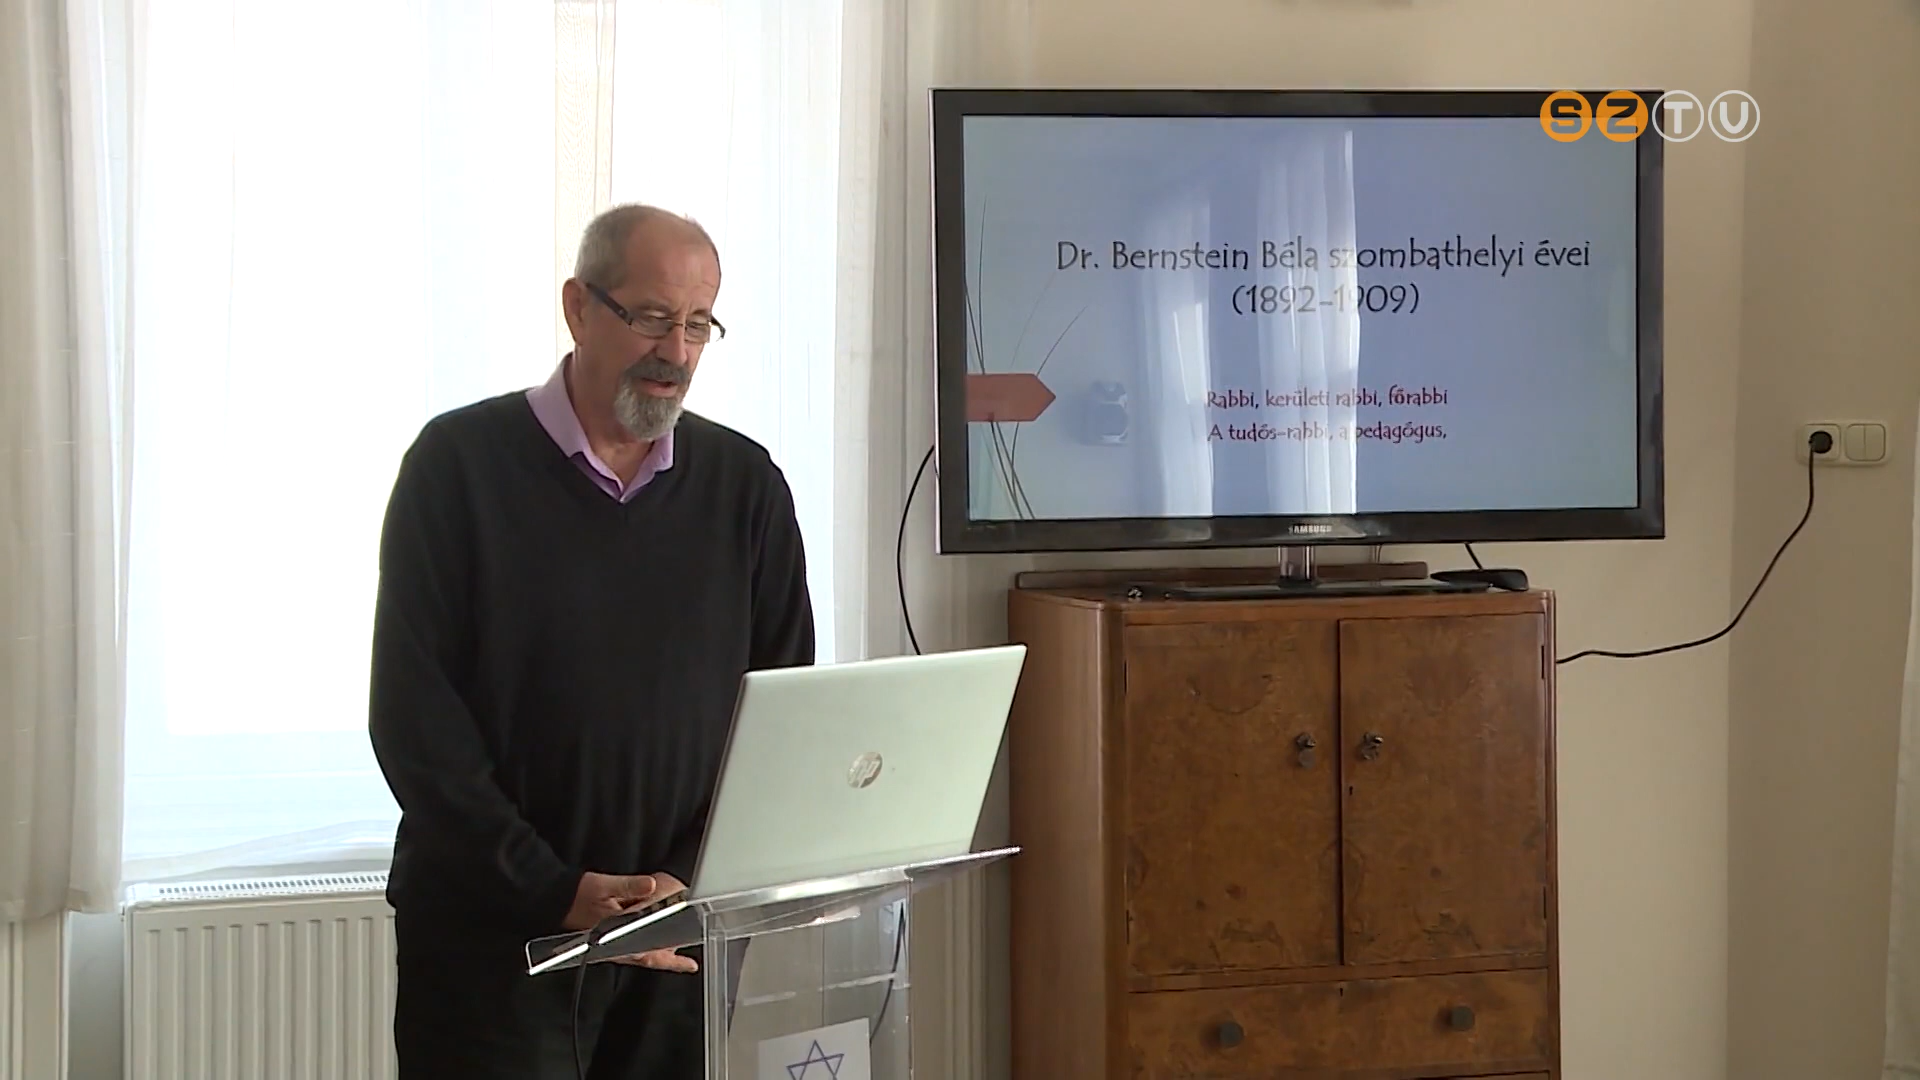 SZTV
Dr. Bernstein Béla szombathelyi évei
(1892-1909)
Rabbi, kerületi rabbi, főrabbi
A tudós-rabbi, a pedagógus,
SAMSUNG
hp